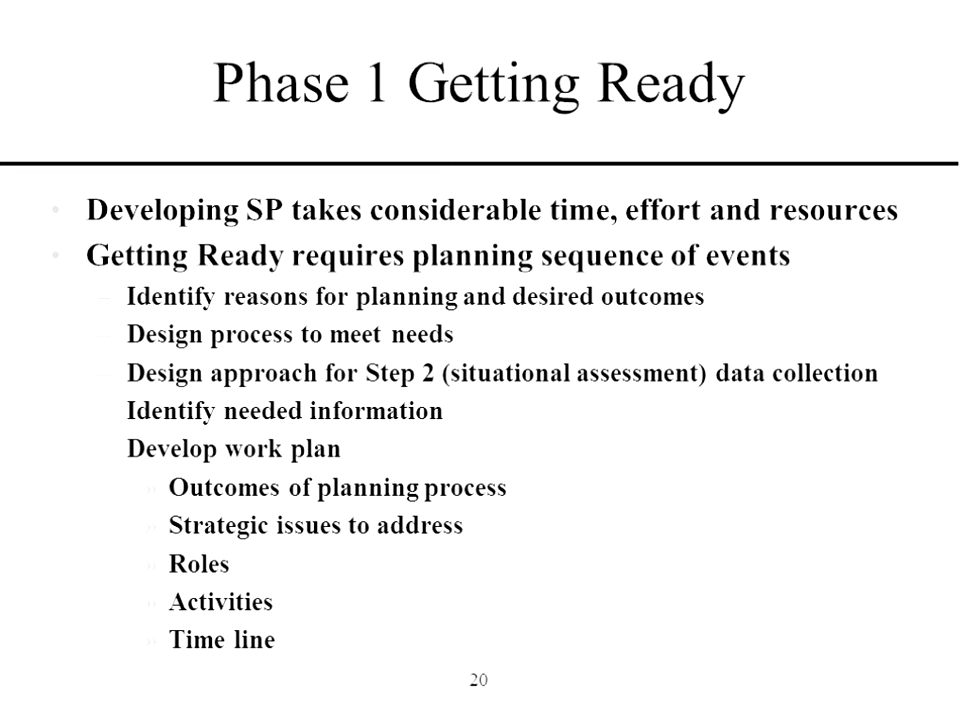 Phase 1 Getting Ready
• Developing SP takes considerable time, effort and resources
• Getting Ready requires planning sequence of events
– Identify reasons for planning and desired outcomes
Design process to meet needs
– Design approach for Step 2 (situational assessment) data collection
Identify needed information
Develop work plan
» Outcomes of planning process
» Strategic issues to address
» Roles
» Activities
» Time line
20